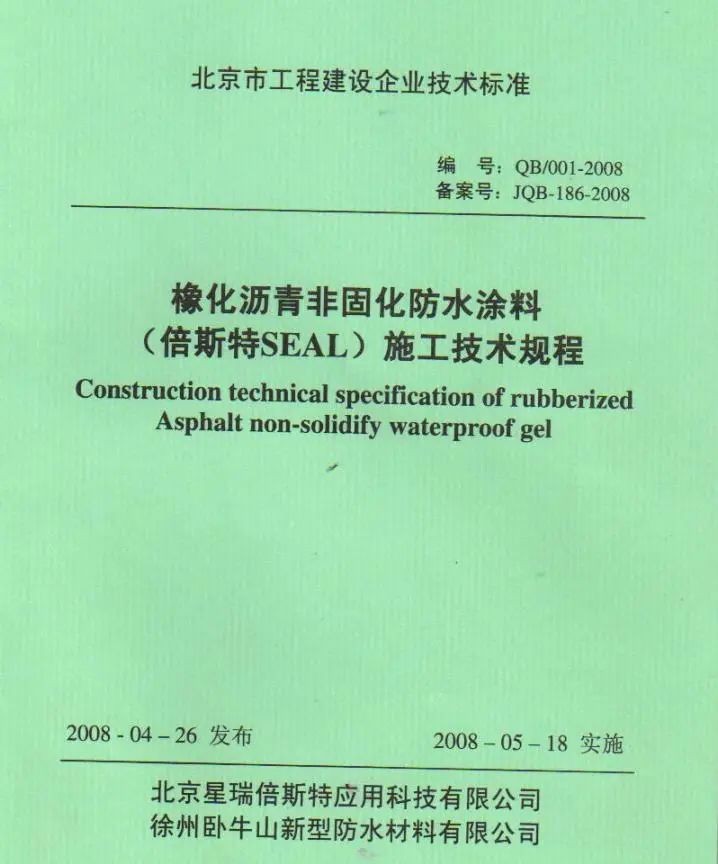 北京市工程建设企业技术标准
编 号：QB/001-2008
备案号：JQB-186-2008
橡化沥青非固化防水涂料
（倍斯特SEAL）施工技术规程
Construction technical specification of rubberized
Asphalt non-solidify waterproof gel
2008 - 04 - 26 发布
2008 - 05 - 18 实施
北京星瑞倍斯特应用科技有限公司
徐州卧牛山新型防水材料有限公司